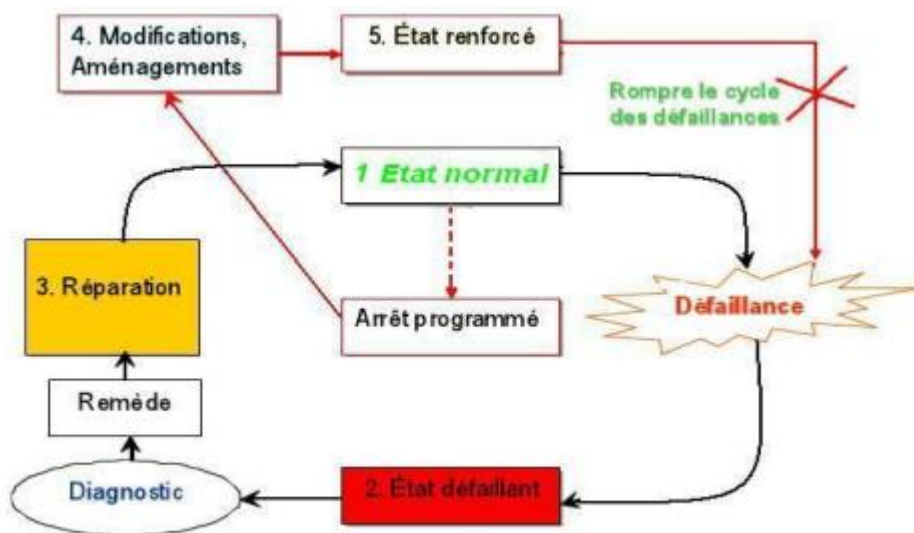 4. Modifications,
Aménagements
5. État renforcé
Rompre le cycle
des défaillances
1 Etat normal
3. Réparation
Arrêt programmé
Défaillance
Remède
Diagnostic
2. État défaillant